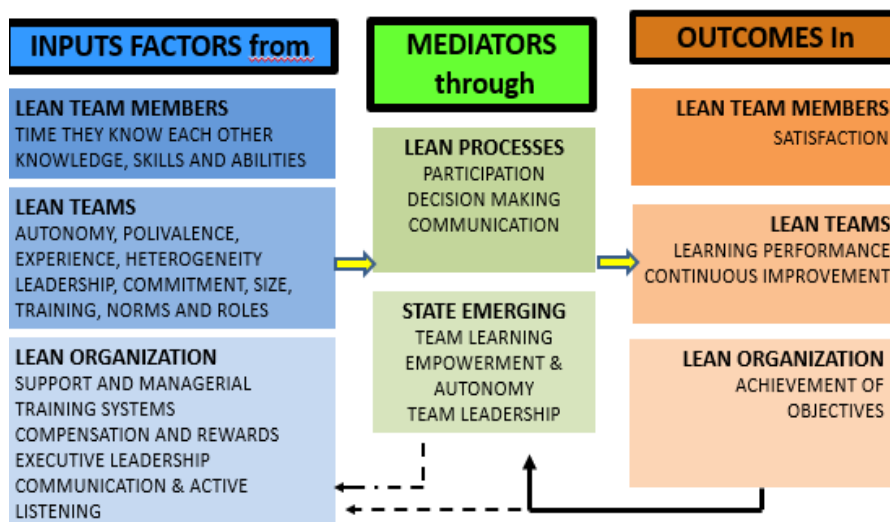 INPUTS FACTORS from
LEAN TEAM MEMBERS
TIME THEY KNOW EACH OTHER
KNOWLEDGE, SKILLS AND ABILITIES
LEAN TEAMS
AUTONOMY, POLIVALENCE,
EXPERIENCE, HETEROGENEITY
LEADERSHIP, COMMITMENT, SIZE,
TRAINING, NORMS AND ROLES
LEAN ORGANIZATION
SUPPORT AND MANAGERIAL
TRAINING SYSTEMS
COMPENSATION AND REWARDS
EXECUTIVE LEADERSHIP
COMMUNICATION & ACTIVE
LISTENING
MEDIATORS
through
LEAN PROCESSES
PARTICIPATION
DECISION MAKING
COMMUNICATION
STATE EMERGING
TEAM LEARNING
EMPOWERMENT &
AUTONOMY
TEAM LEADERSHIP
OUTCOMES In
LEAN TEAM MEMBERS
SATISFACTION
LEAN TEAMS
LEARNING PERFORMANCE
CONTINUOUS IMPROVEMENT
LEAN ORGANIZATION
ACHIEVEMENT OF
OBJECTIVES